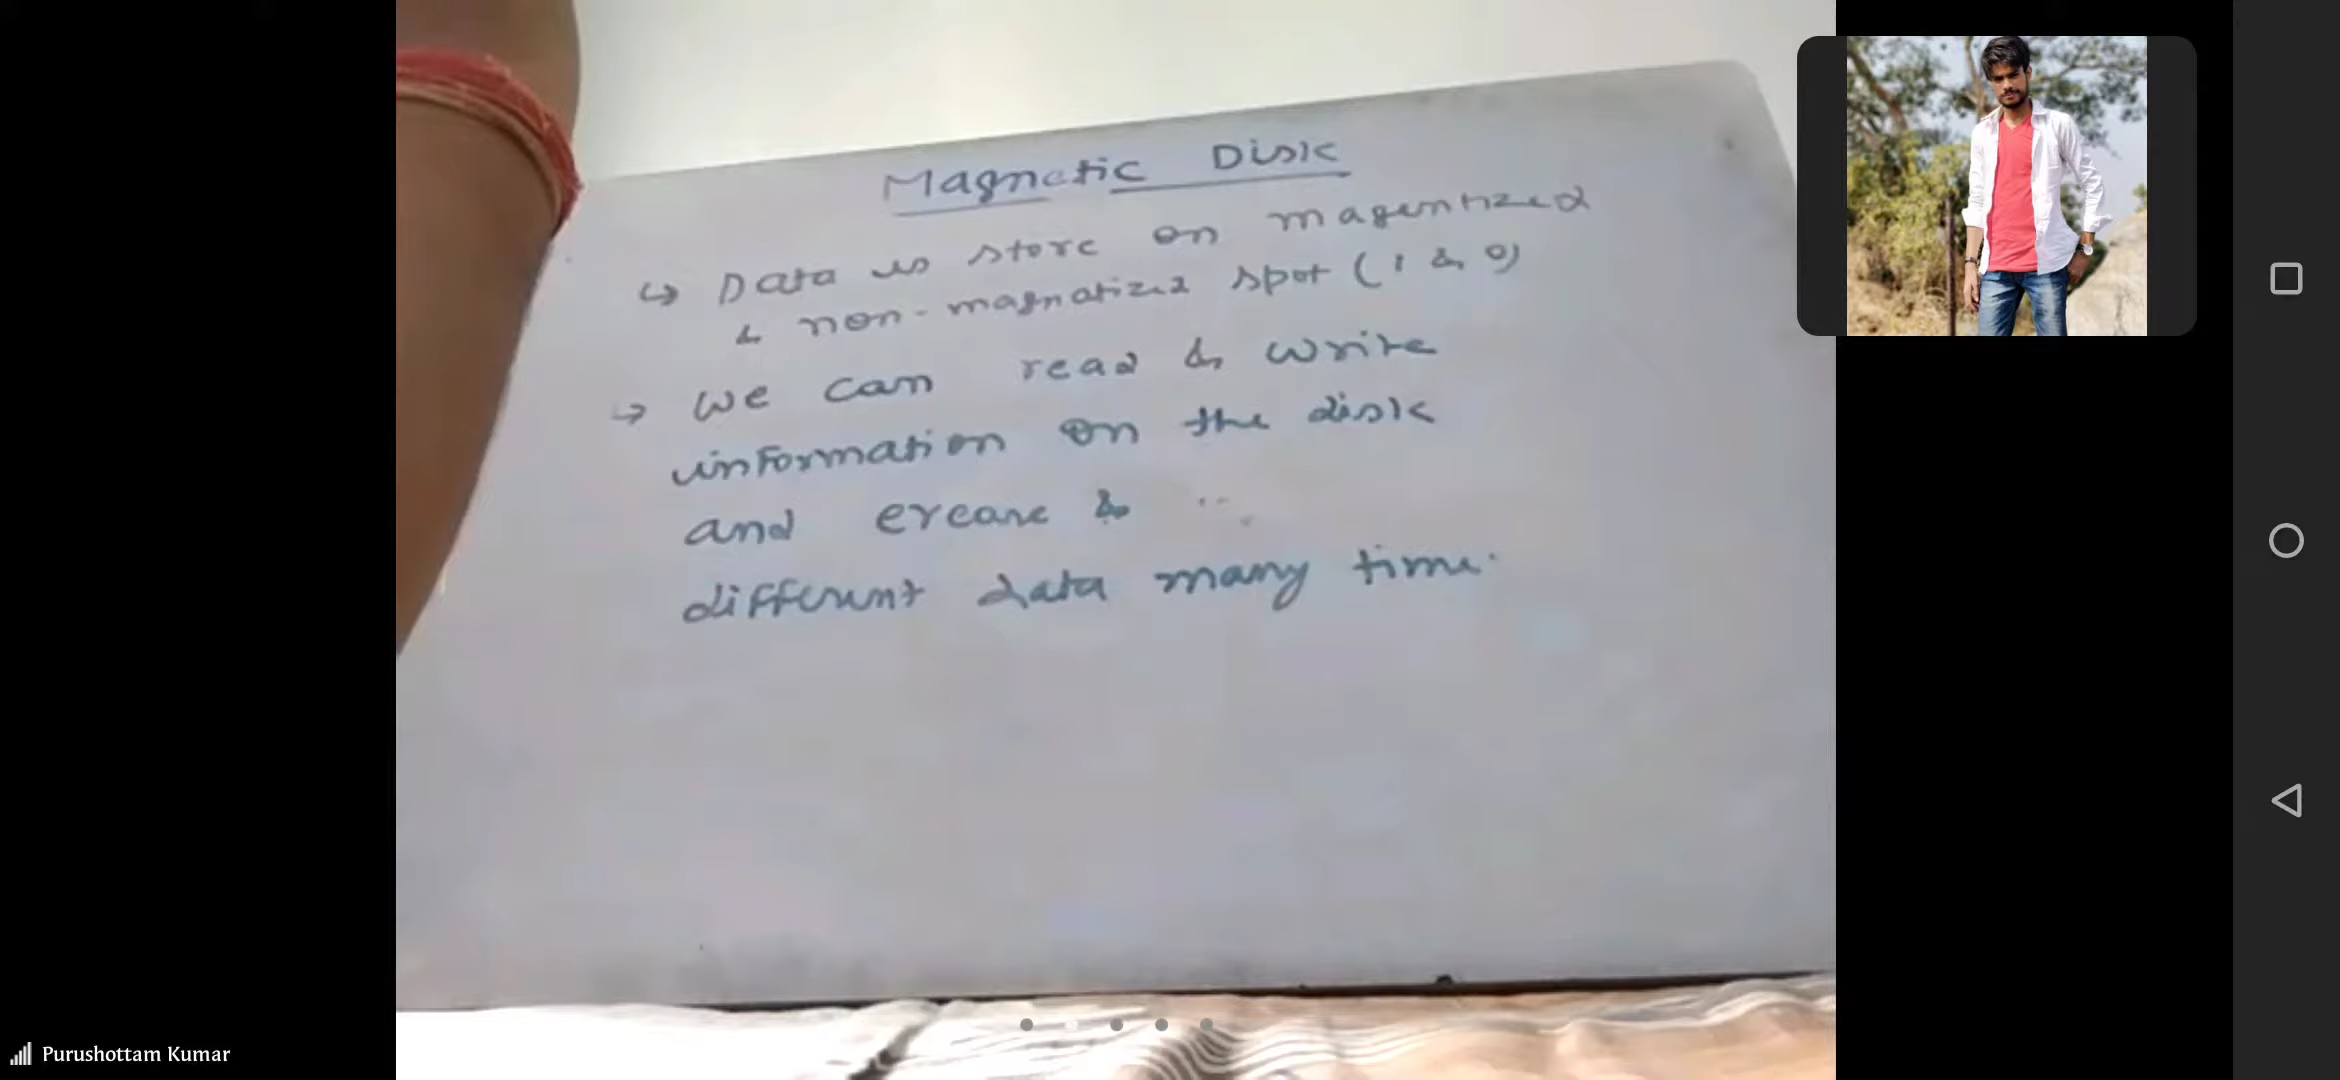 Magnetic Disk
↳ Data is store on magentized
& non-magnatized spot (1 & 0)
→ we can read & write
information on the disk
and erease &
different data many time.
Purushottam Kumar